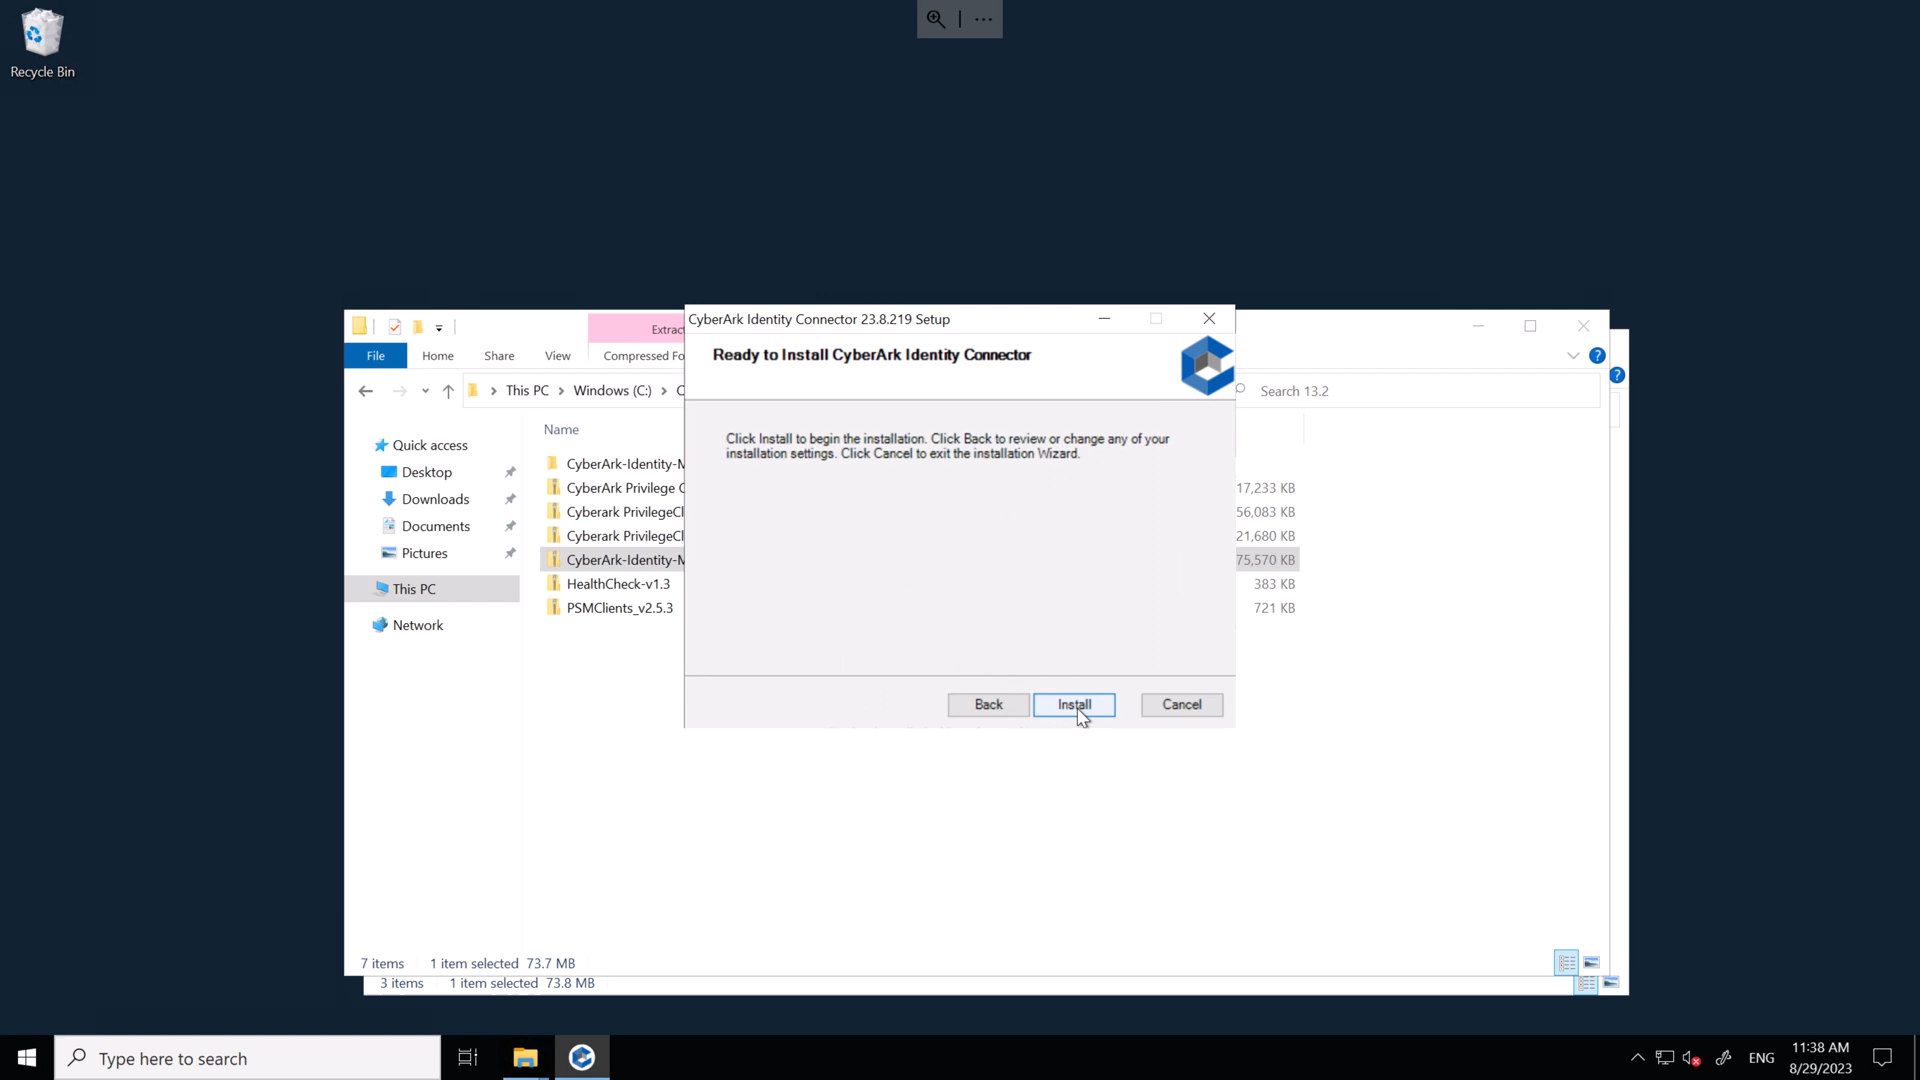 Recycle Bin
CyberArk Identity Connector 23.8.219 Setup
Ready to Install CyberArk Identity Connector
Click Install to begin the installation. Click Back to review or change any of your
installation settings. Click Cancel to exit the installation Wizard.
Back
Install
Cancel
Extract
File
Home
Share
View
Compressed Fo
This PC
Windows (C:)
Search 13.2
Quick access
Desktop
Downloads
Documents
Pictures
This PC
Network
Name
CyberArk-Identity-M
CyberArk Privilege C
17,233 KB
Cyberark PrivilegeCl
56,083 KB
Cyberark PrivilegeCl
21,680 KB
CyberArk-Identity-M
75,570 KB
HealthCheck-v1.3
383 KB
PSMClients_v2.5.3
721 KB
7 items 1 item selected 73.7 MB
3 items 1 item selected 73.8 MB
Type here to search
ENG
11:38 AM
8/29/2023